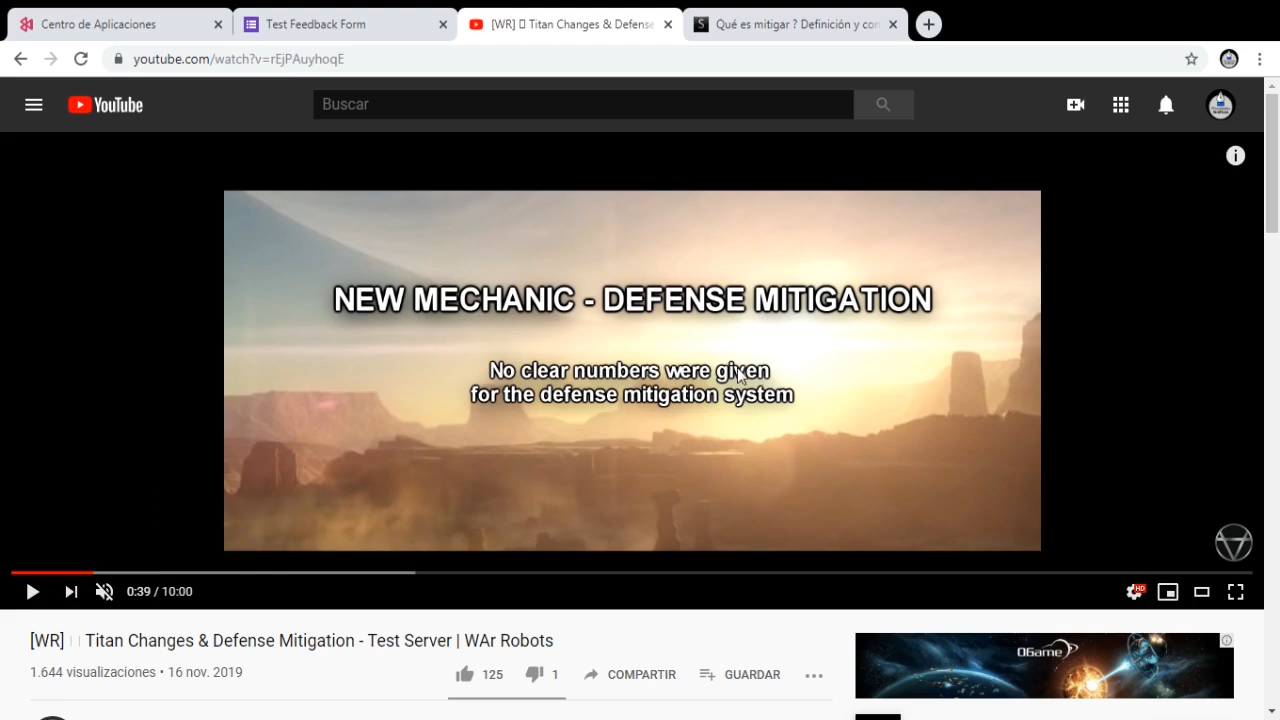 Centro de Aplicaciones
Test Feedback Form
[WR] Titan Changes & Defense
Qué es mitigar ? Definición y con
youtube.com/watch?v=rEjPAuyhoqE
YouTube
Buscar
NEW MECHANIC - DEFENSE MITIGATION
No clear numbers were given
for the defense mitigation system
0:39 / 10:00
HD
[WR] Titan Changes & Defense Mitigation - Test Server | WAr Robots
1.644 visualizaciones • 16 nov. 2019
125
1
COMPARTIR
GUARDAR
OGame